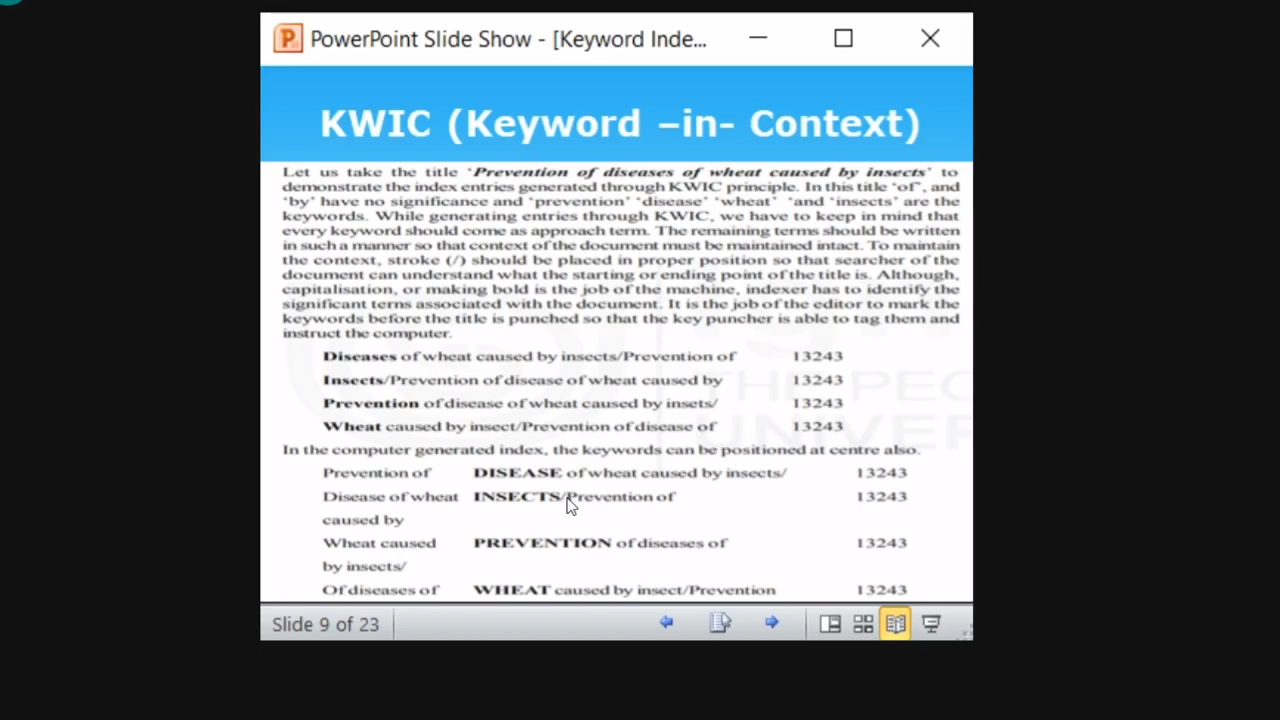 PowerPoint Slide Show - [Keyword Inde...
KWIC (Keyword –in- Context)
Let us take the title ‘Prevention of diseases of wheat caused by insects’ to
demonstrate the index entries generated through KWIC principle. In this title ‘of’, and
‘by’ have no significance and ‘prevention’ ‘disease’ ‘wheat’ ‘and ‘insects’ are the
keywords. While generating entries through KWIC, we have to keep in mind that
every keyword should come as approach term. The remaining terms should be written
in such a manner so that context of the document must be maintained intact. To maintain
the context, stroke (/) should be placed in proper position so that searcher of the
document can understand what the starting or ending point of the title is. Although,
capitalisation, or making bold is the job of the machine, indexer has to identify the
significant terms associated with the document. It is the job of the editor to mark the
keywords before the title is punched so that the key puncher is able to tag them and
instruct the computer.
Diseases of wheat caused by insects/Prevention of 13243
Insects/Prevention of disease of wheat caused by 13243
Prevention of disease of wheat caused by insets/ 13243
Wheat caused by insect/Prevention of disease of 13243
THE PEO
UNIVER
In the computer generated index, the keywords can be positioned at centre also.
Prevention of DISEASE of wheat caused by insects/ 13243
Disease of wheat INSECTS/Prevention of 13243
caused by
Wheat caused PREVENTION of diseases of 13243
by insects/
Of diseases of WHEAT caused by insect/Prevention 13243
Slide 9 of 23